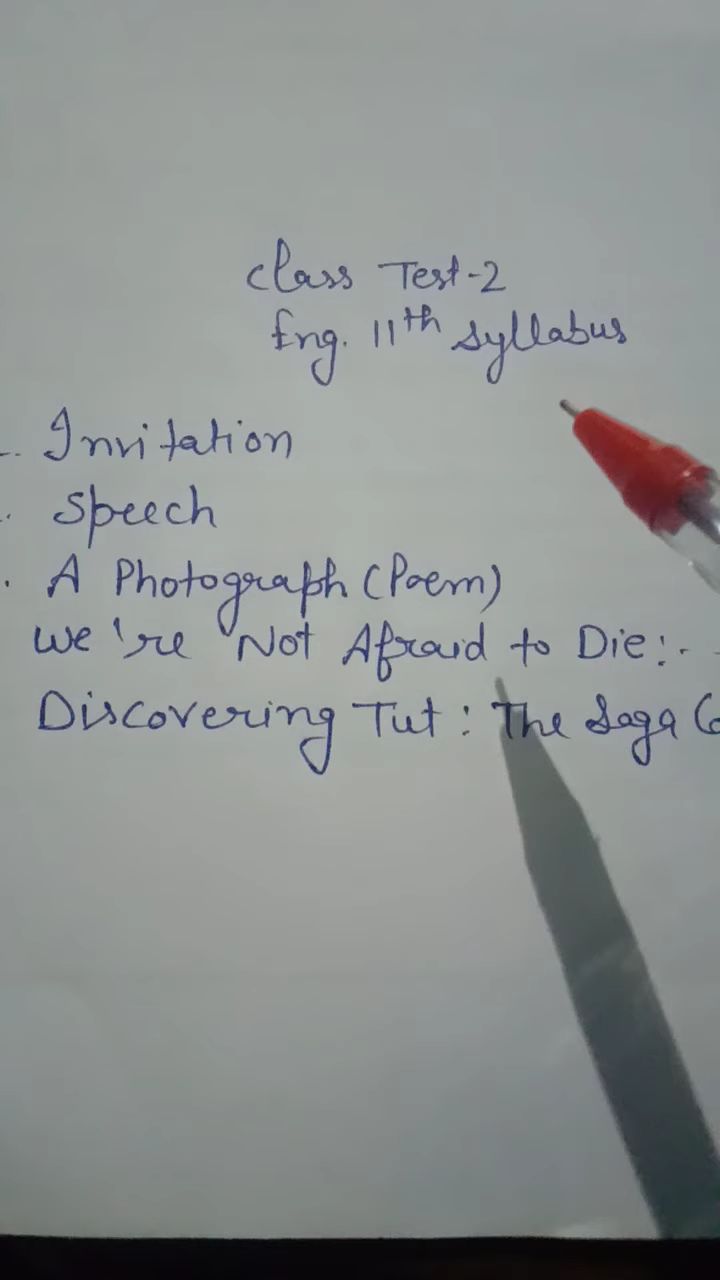 Class Test-2
Eng. 11th Syllabus
Invitation
Speech
A Photograph (Poem)
We're Not Afraid to Die:-
Discovering Tut: The Saga